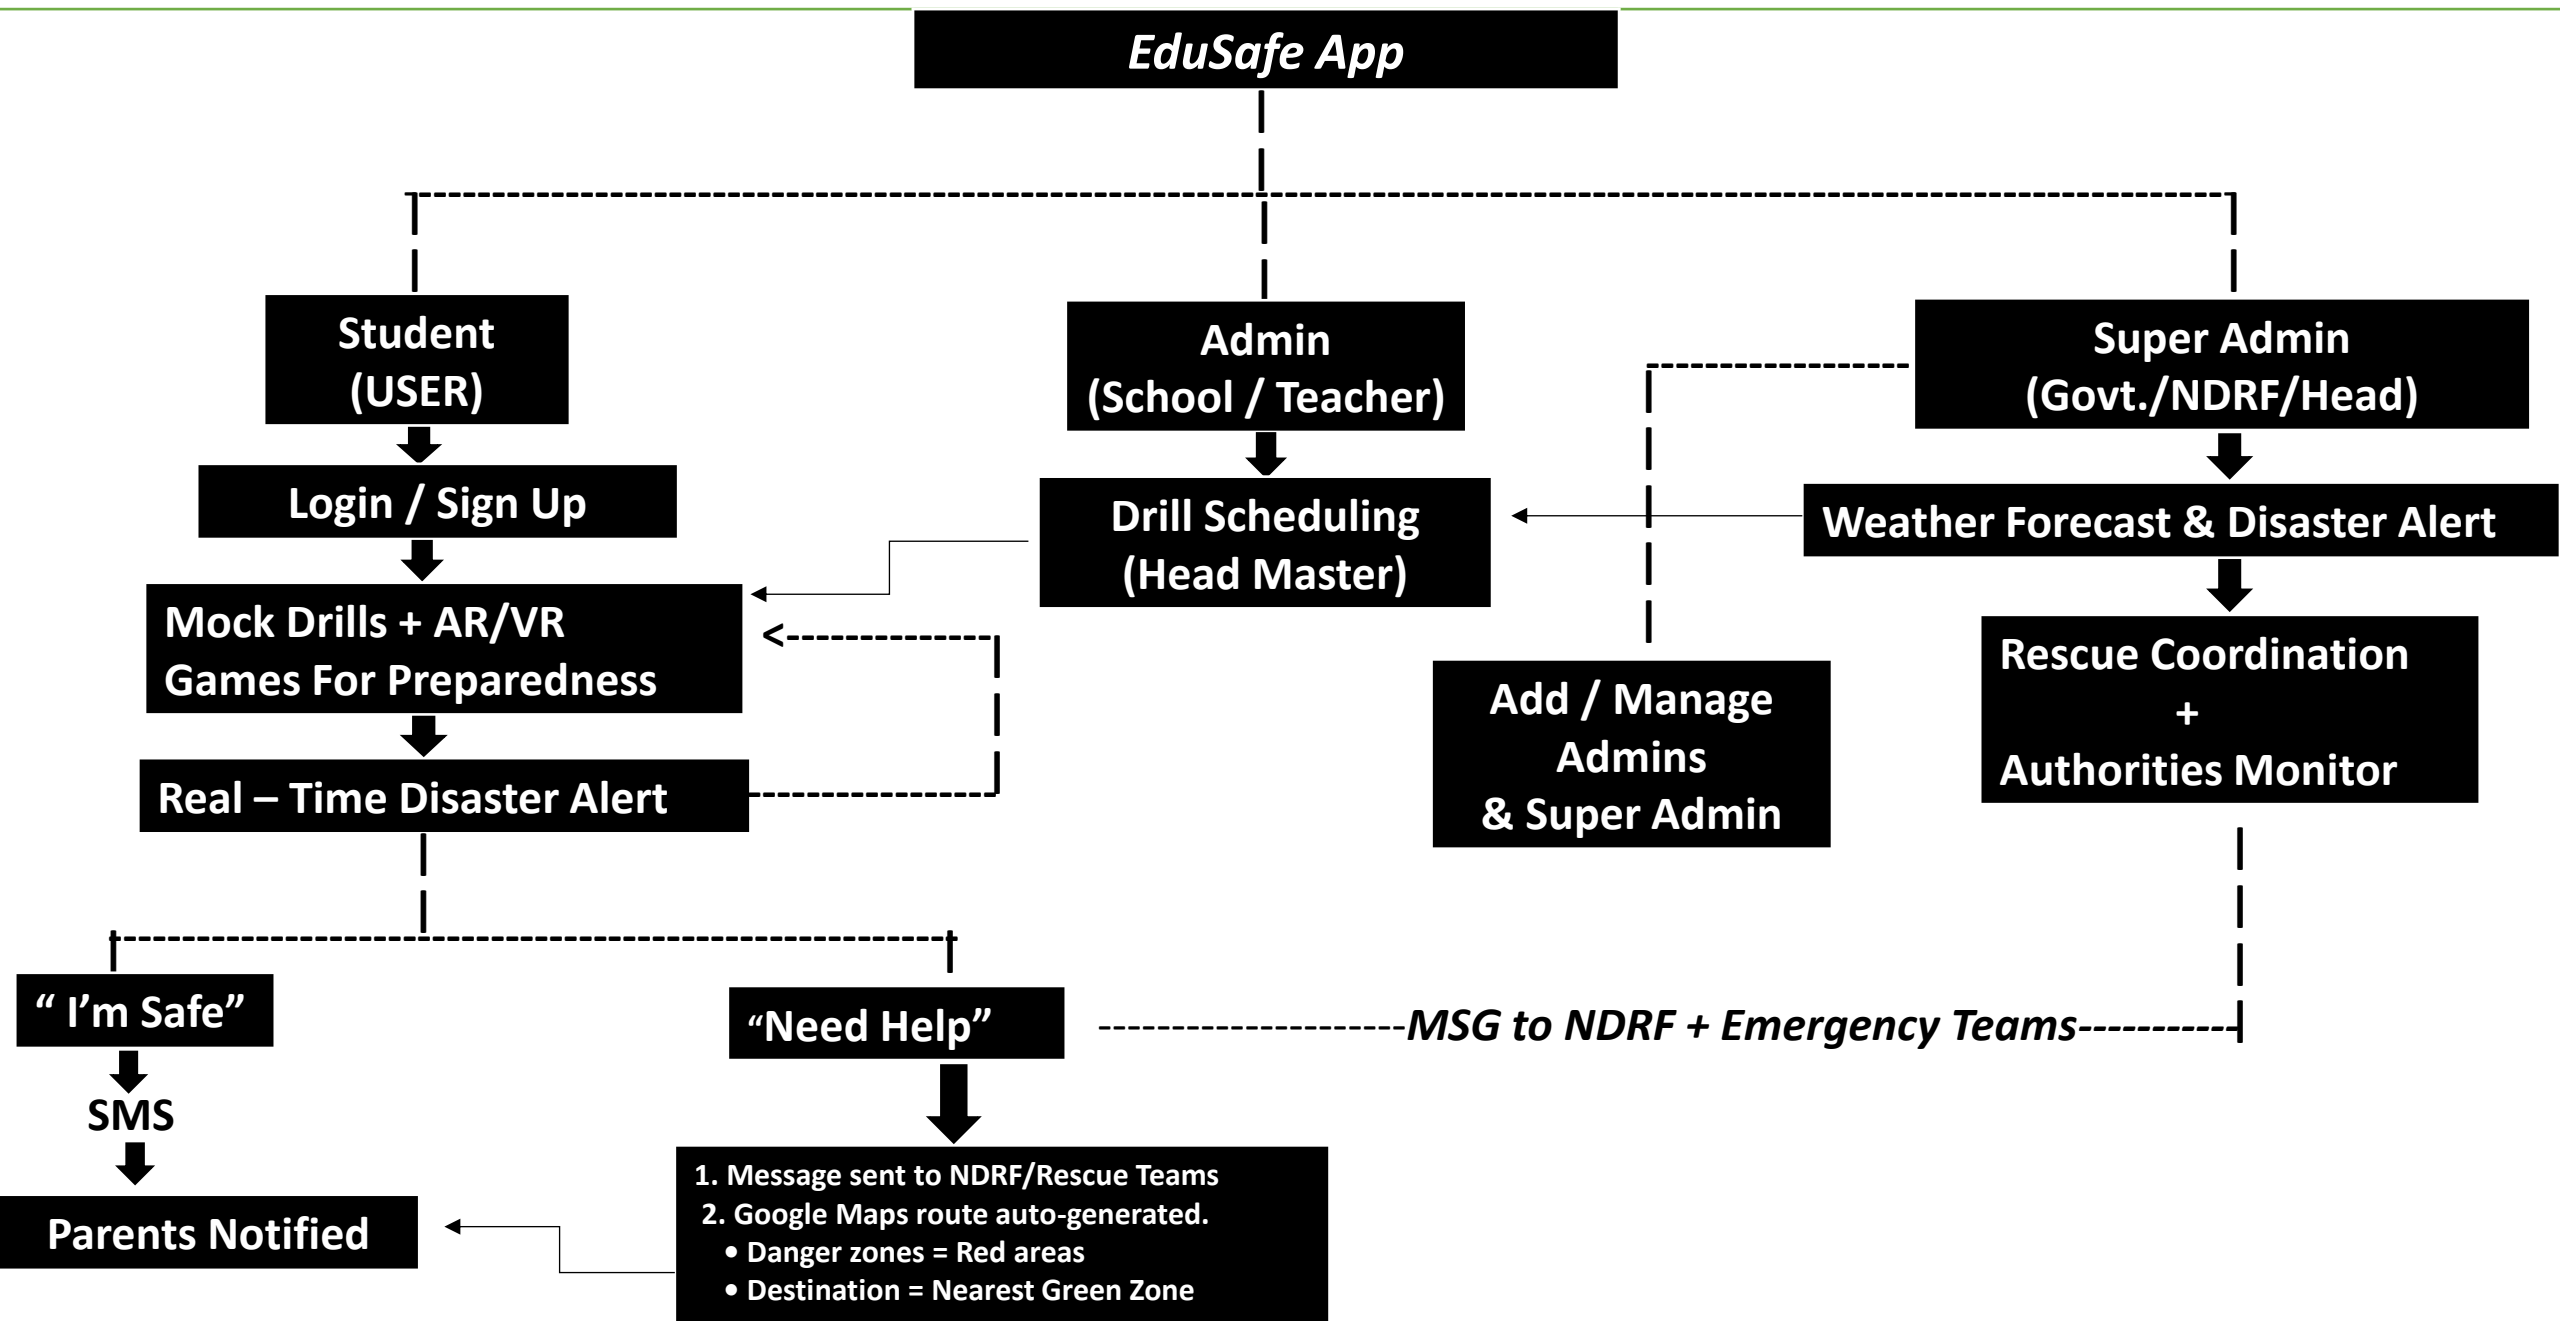 EduSafe App
Student
(USER)
Admin
(School / Teacher)
Super Admin
(Govt./NDRF/Head)
Login / Sign Up
Drill Scheduling
(Head Master)
Weather Forecast & Disaster Alert
Mock Drills + AR/VR
Games For Preparedness
Add / Manage
Admins
& Super Admin
Rescue Coordination
+
Authorities Monitor
Real – Time Disaster Alert
“ I’m Safe”
“Need Help”
MSG to NDRF + Emergency Teams
SMS
Parents Notified
1. Message sent to NDRF/Rescue Teams
2. Google Maps route auto-generated.
• Danger zones = Red areas
• Destination = Nearest Green Zone